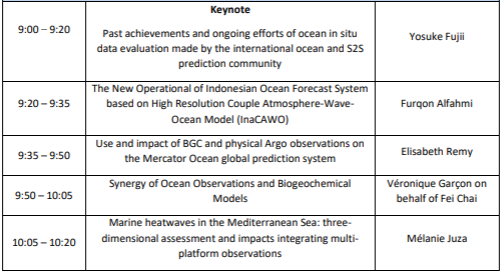 Keynote
9:00 – 9:20
Past achievements and ongoing efforts of ocean in situ
data evaluation made by the international ocean and S2S
prediction community
Yosuke Fujii
9:20 – 9:35
The New Operational of Indonesian Ocean Forecast System
based on High Resolution Couple Atmosphere-Wave-
Ocean Model (InaCAWO)
Furqon Alfahmi
9:35 – 9:50
Use and impact of BGC and physical Argo observations on
the Mercator Ocean global prediction system
Elisabeth Remy
9:50 – 10:05
Synergy of Ocean Observations and Biogeochemical
Models
Véronique Garçon on
behalf of Fei Chai
10:05 – 10:20
Marine heatwaves in the Mediterranean Sea: three-
dimensional assessment and impacts integrating multi-
platform observations
Mélanie Juza